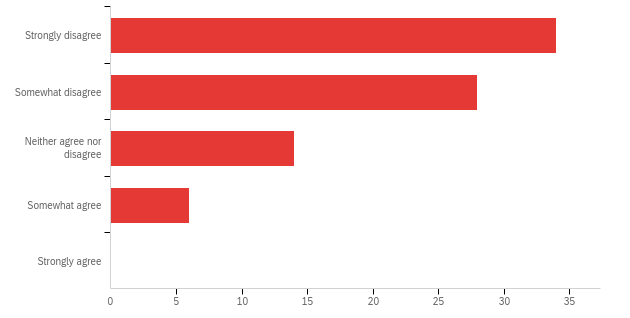 Strongly disagree
Somewhat disagree
Neither agree nor
disagree
Somewhat agree
Strongly agree
0 5 10 15 20 25 30 35